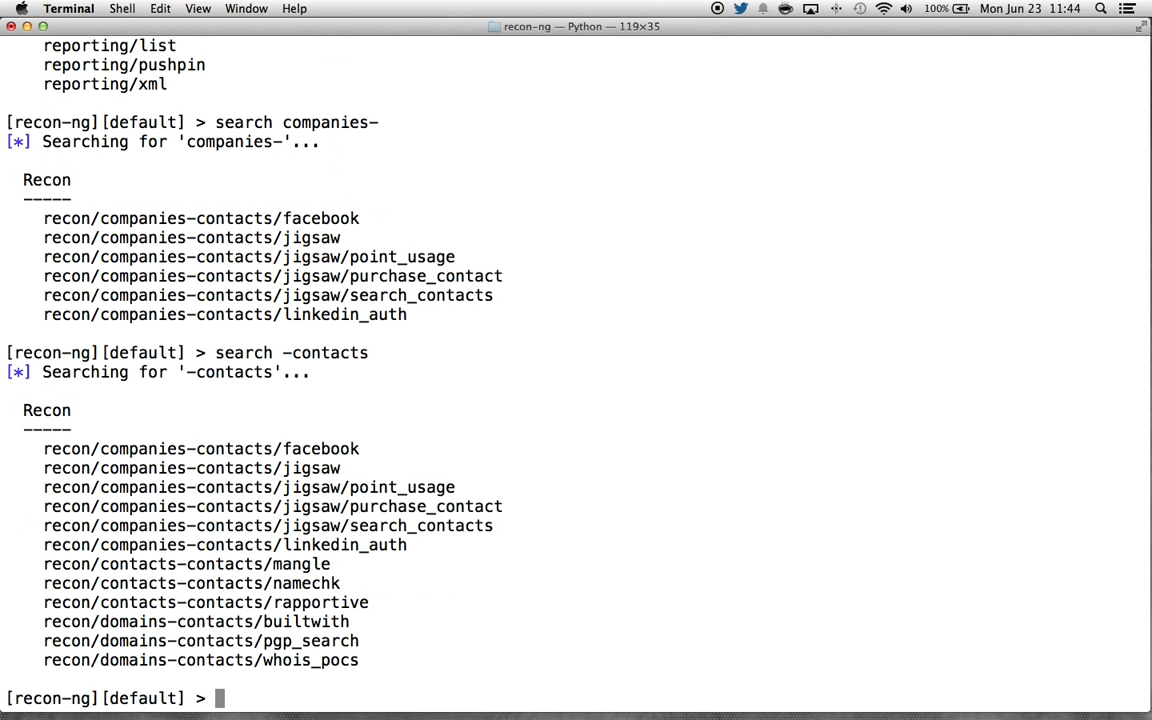 Terminal Shell Edit View Window Help 100% Mon Jun 23 11:44
recon-ng — Python — 119×35
reporting/list
reporting/pushpin
reporting/xml
[recon-ng][default] > search companies-
[*] Searching for 'companies-'...
Recon
-----
recon/companies-contacts/facebook
recon/companies-contacts/jigsaw
recon/companies-contacts/jigsaw/point_usage
recon/companies-contacts/jigsaw/purchase_contact
recon/companies-contacts/jigsaw/search_contacts
recon/companies-contacts/linkedin_auth
[recon-ng][default] > search -contacts
[*] Searching for '-contacts'...
Recon
-----
recon/companies-contacts/facebook
recon/companies-contacts/jigsaw
recon/companies-contacts/jigsaw/point_usage
recon/companies-contacts/jigsaw/purchase_contact
recon/companies-contacts/jigsaw/search_contacts
recon/companies-contacts/linkedin_auth
recon/contacts-contacts/mangle
recon/contacts-contacts/namechk
recon/contacts-contacts/rapportive
recon/domains-contacts/builtwith
recon/domains-contacts/pgp_search
recon/domains-contacts/whois_pocs
[recon-ng][default] >